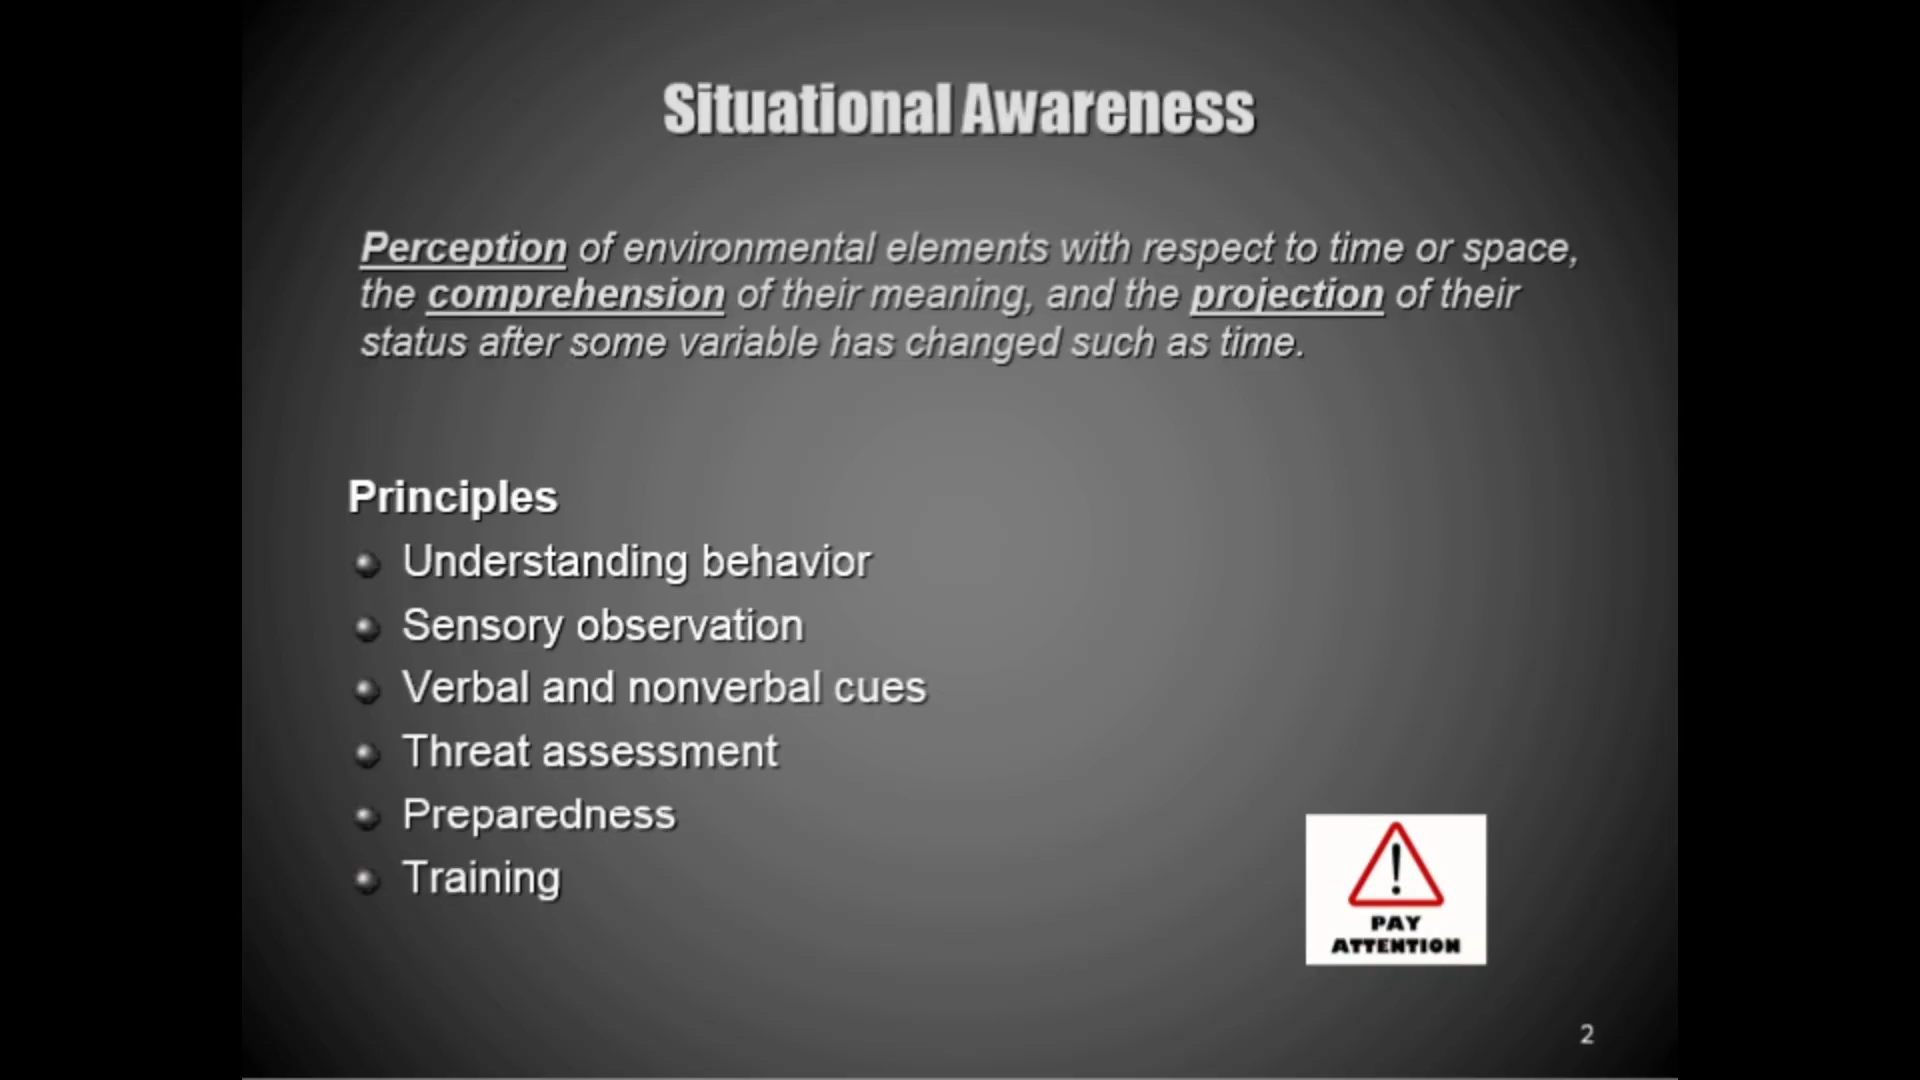 Situational Awareness
Perception of environmental elements with respect to time or space,
the comprehension of their meaning, and the projection of their
status after some variable has changed such as time.
Principles
Understanding behavior
Sensory observation
Verbal and nonverbal cues
Threat assessment
Preparedness
Training
!
PAY
ATTENTION
2